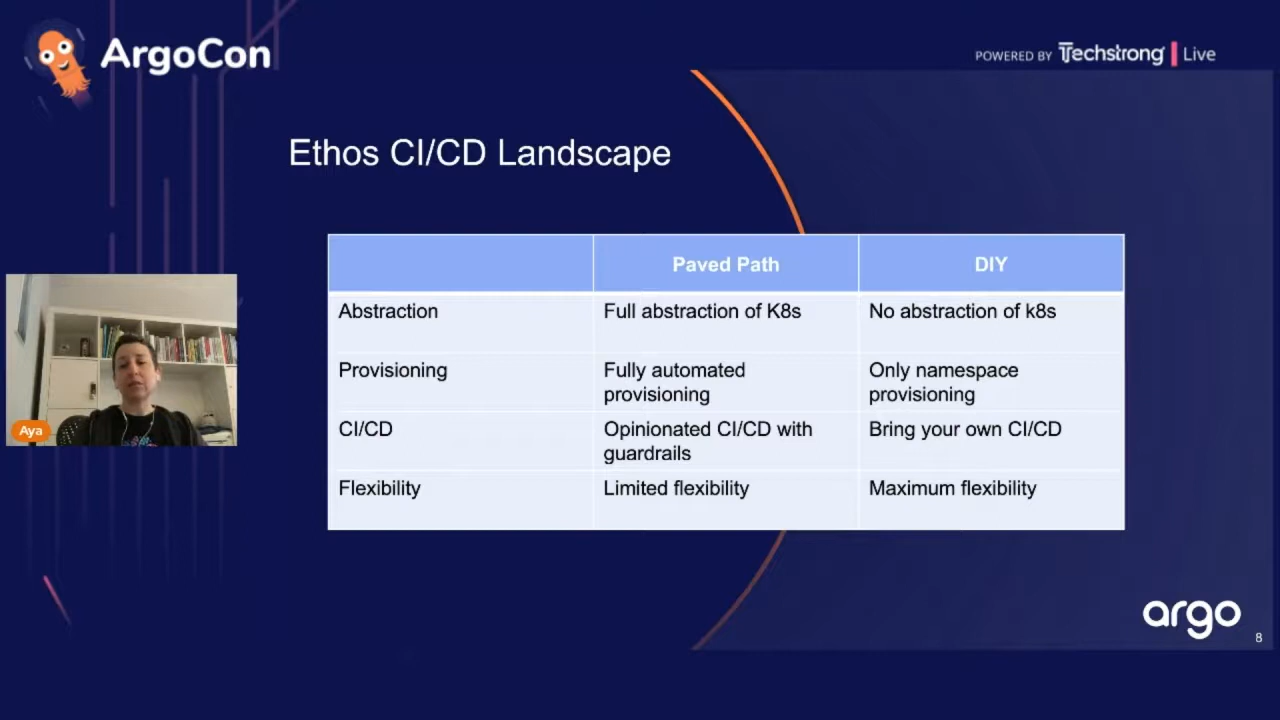 ArgoCon
POWERED BY Techstrong Live
Ethos CI/CD Landscape
Paved Path DIY
Abstraction Full abstraction of K8s No abstraction of k8s
Provisioning Fully automated Only namespace
provisioning provisioning
CI/CD Opinionated CI/CD with Bring your own CI/CD
guardrails
Flexibility Limited flexibility Maximum flexibility
Aya
argo
8